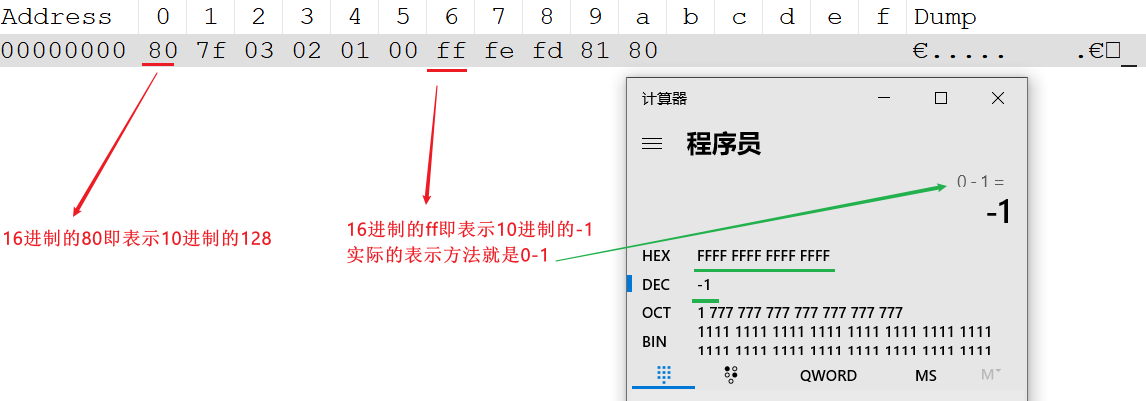 Address 0 1 2 3 4 5 6 7 8 9 a b c d e f Dump
00000000 80 7f 03 02 01 00 ff fe fd 81 80 €..... .€□_
计算器
程序员
0 - 1 =
-1
16进制的80即表示10进制的128
16进制的ff即表示10进制的-1
实际的表示方法就是0-1
HEX FFFF FFFF FFFF FFFF
DEC -1
OCT 1 777 777 777 777 777 777 777
BIN 1111 1111 1111 1111 1111 1111 1111 1111
1111 1111 1111 1111 1111 1111 1111 1111
QWORD MS M